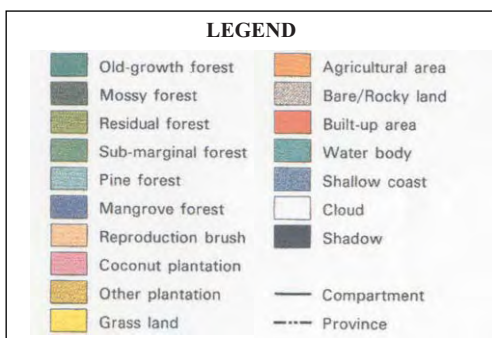 LEGEND
Old-growth forest
Mossy forest
Residual forest
Sub-marginal forest
Pine forest
Mangrove forest
Reproduction brush
Coconut plantation
Other plantation
Grass land
Agricultural area
Bare/Rocky land
Built-up area
Water body
Shallow coast
Cloud
Shadow
Compartment
Province